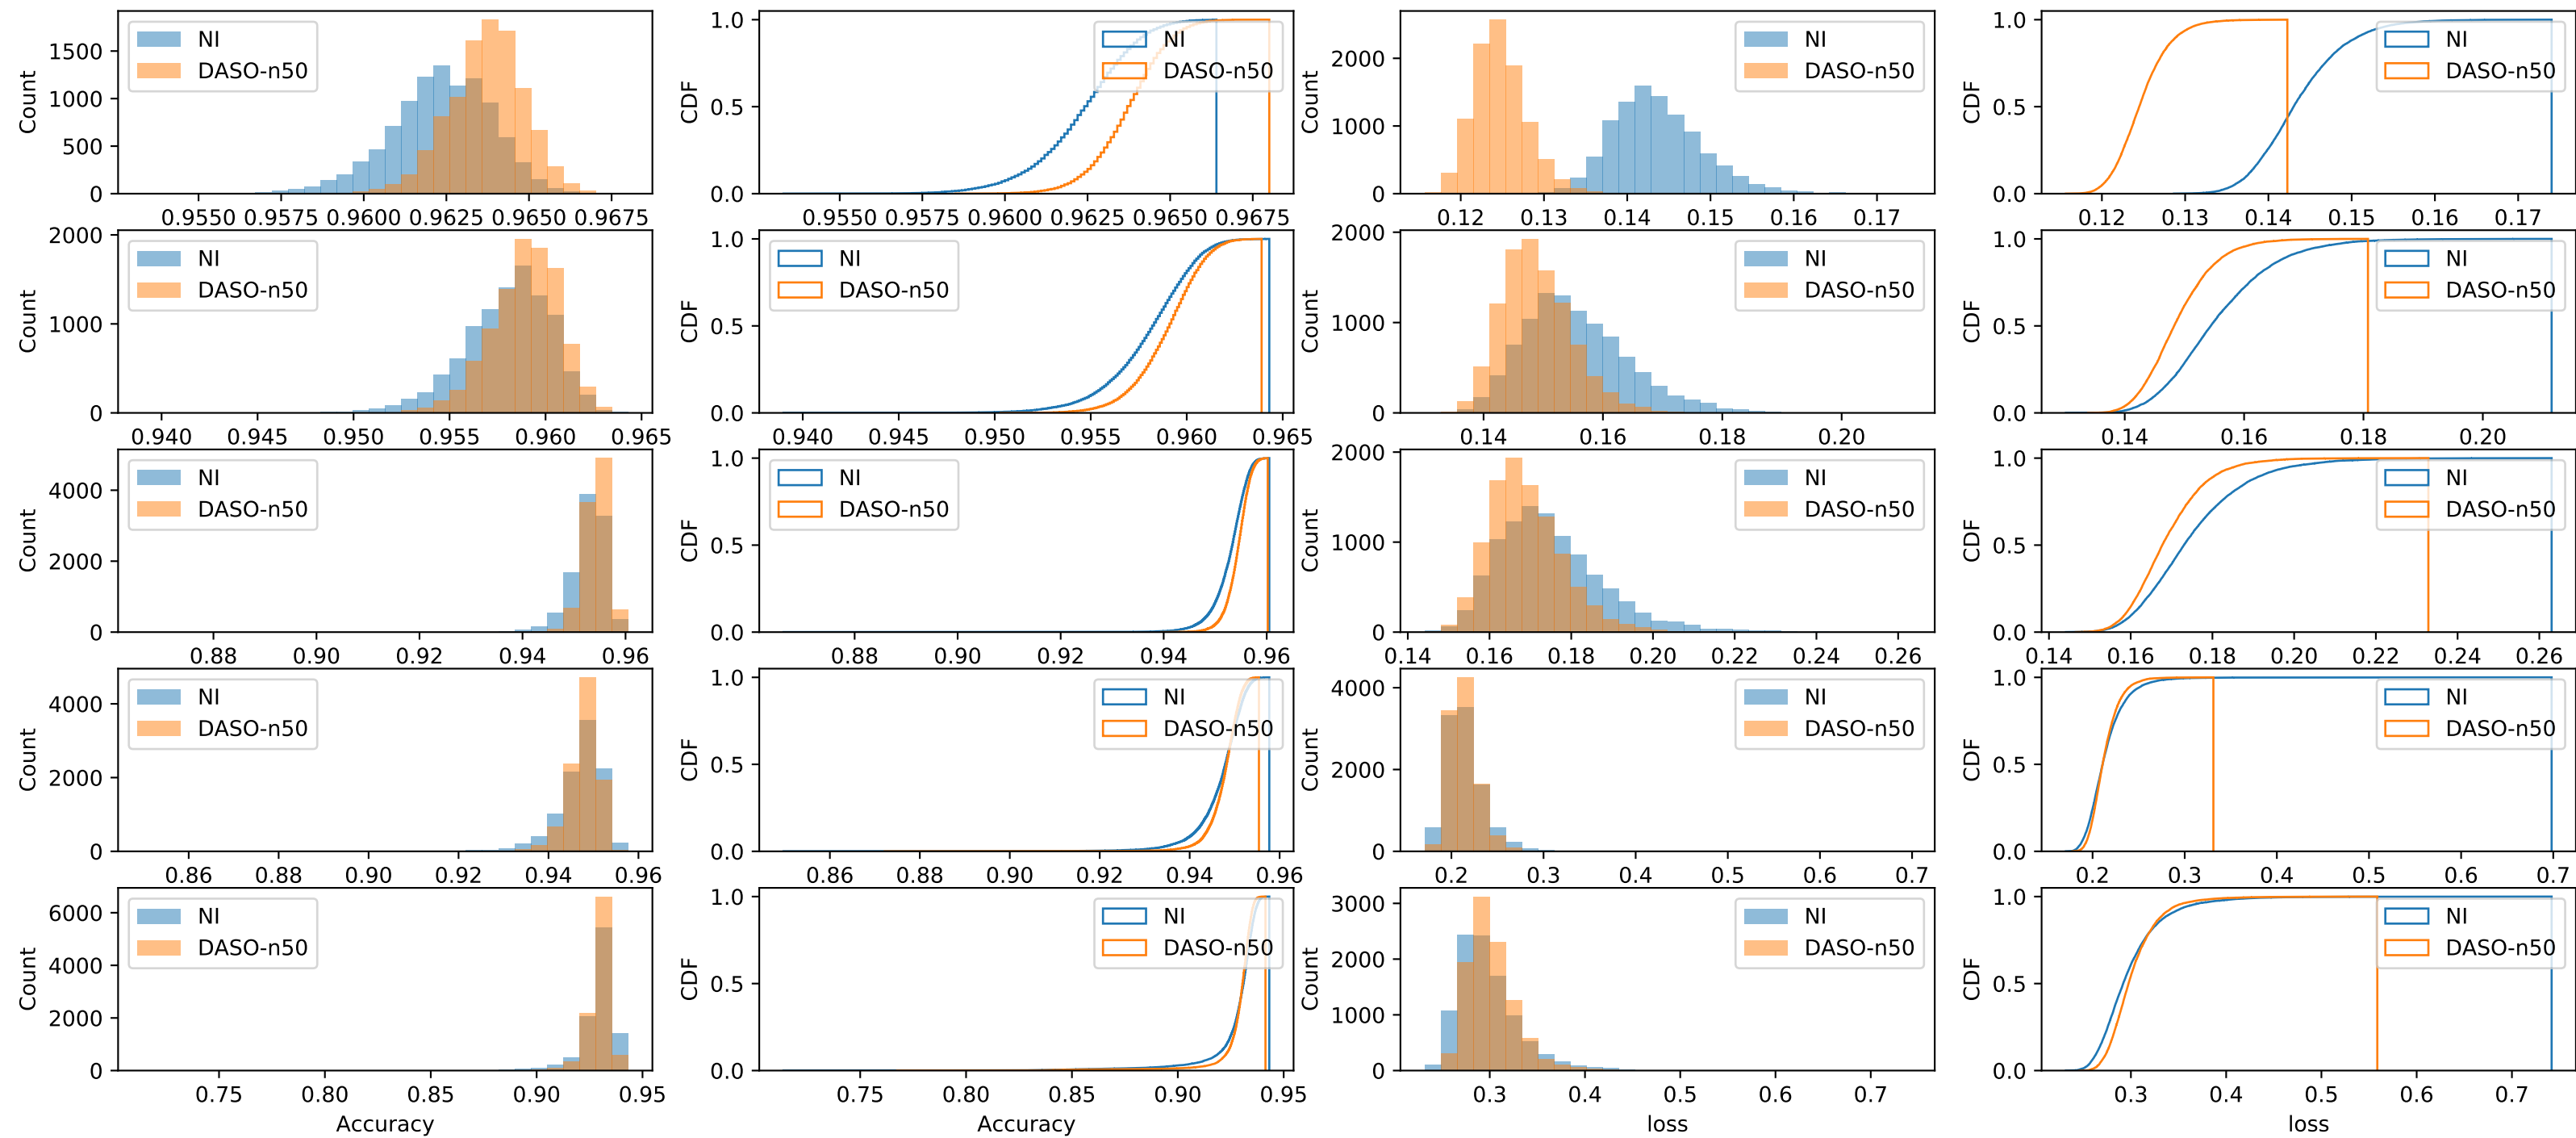 Count
1500
1000
500
0
NI
DASO-n50
0.9550 0.9575 0.9600 0.9625 0.9650 0.9675
CDF
1.0
0.5
0.0
NI
DASO-n50
0.9550 0.9575 0.9600 0.9625 0.9650 0.9675
Count
2000
1000
0
NI
DASO-n50
0.12 0.13 0.14 0.15 0.16 0.17
CDF
1.0
0.5
0.0
NI
DASO-n50
0.12 0.13 0.14 0.15 0.16 0.17
Count
2000
1000
0
NI
DASO-n50
0.940 0.945 0.950 0.955 0.960 0.965
CDF
1.0
0.5
0.0
NI
DASO-n50
0.940 0.945 0.950 0.955 0.960 0.965
Count
2000
1000
0
NI
DASO-n50
0.14 0.16 0.18 0.20
CDF
1.0
0.5
0.0
NI
DASO-n50
0.14 0.16 0.18 0.20
Count
4000
2000
0
NI
DASO-n50
0.88 0.90 0.92 0.94 0.96
CDF
1.0
0.5
0.0
NI
DASO-n50
0.88 0.90 0.92 0.94 0.96
Count
2000
1000
0
NI
DASO-n50
0.14 0.16 0.18 0.20 0.22 0.24 0.26
CDF
1.0
0.5
0.0
NI
DASO-n50
0.14 0.16 0.18 0.20 0.22 0.24 0.26
Count
4000
2000
0
NI
DASO-n50
0.86 0.88 0.90 0.92 0.94 0.96
CDF
1.0
0.5
0.0
NI
DASO-n50
0.86 0.88 0.90 0.92 0.94 0.96
Count
4000
2000
0
NI
DASO-n50
0.2 0.3 0.4 0.5 0.6 0.7
CDF
1.0
0.5
0.0
NI
DASO-n50
0.2 0.3 0.4 0.5 0.6 0.7
Count
6000
4000
2000
0
NI
DASO-n50
0.75 0.80 0.85 0.90 0.95
Accuracy
CDF
1.0
0.5
0.0
NI
DASO-n50
0.75 0.80 0.85 0.90 0.95
Accuracy
Count
3000
2000
1000
0
NI
DASO-n50
0.3 0.4 0.5 0.6 0.7
loss
CDF
1.0
0.5
0.0
NI
DASO-n50
0.3 0.4 0.5 0.6 0.7
loss